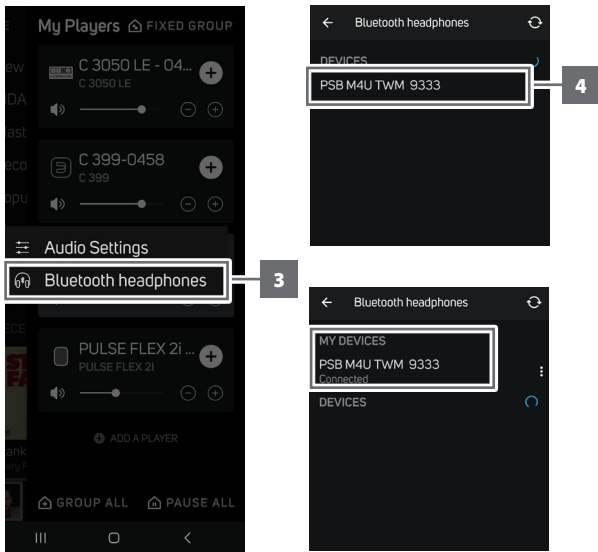 My Players FIXED GROUP
C 3050 LE - 04...
C 3050 LE
C 399-0458
C 399
Audio Settings
Bluetooth headphones
3
PULSE FLEX 2i ...
PULSE FLEX 2I
ADD A PLAYER
GROUP ALL
PAUSE ALL
Bluetooth headphones
DEVICES
PSB M4U TWM 9333
4
Bluetooth headphones
MY DEVICES
PSB M4U TWM 9333
Connected
DEVICES